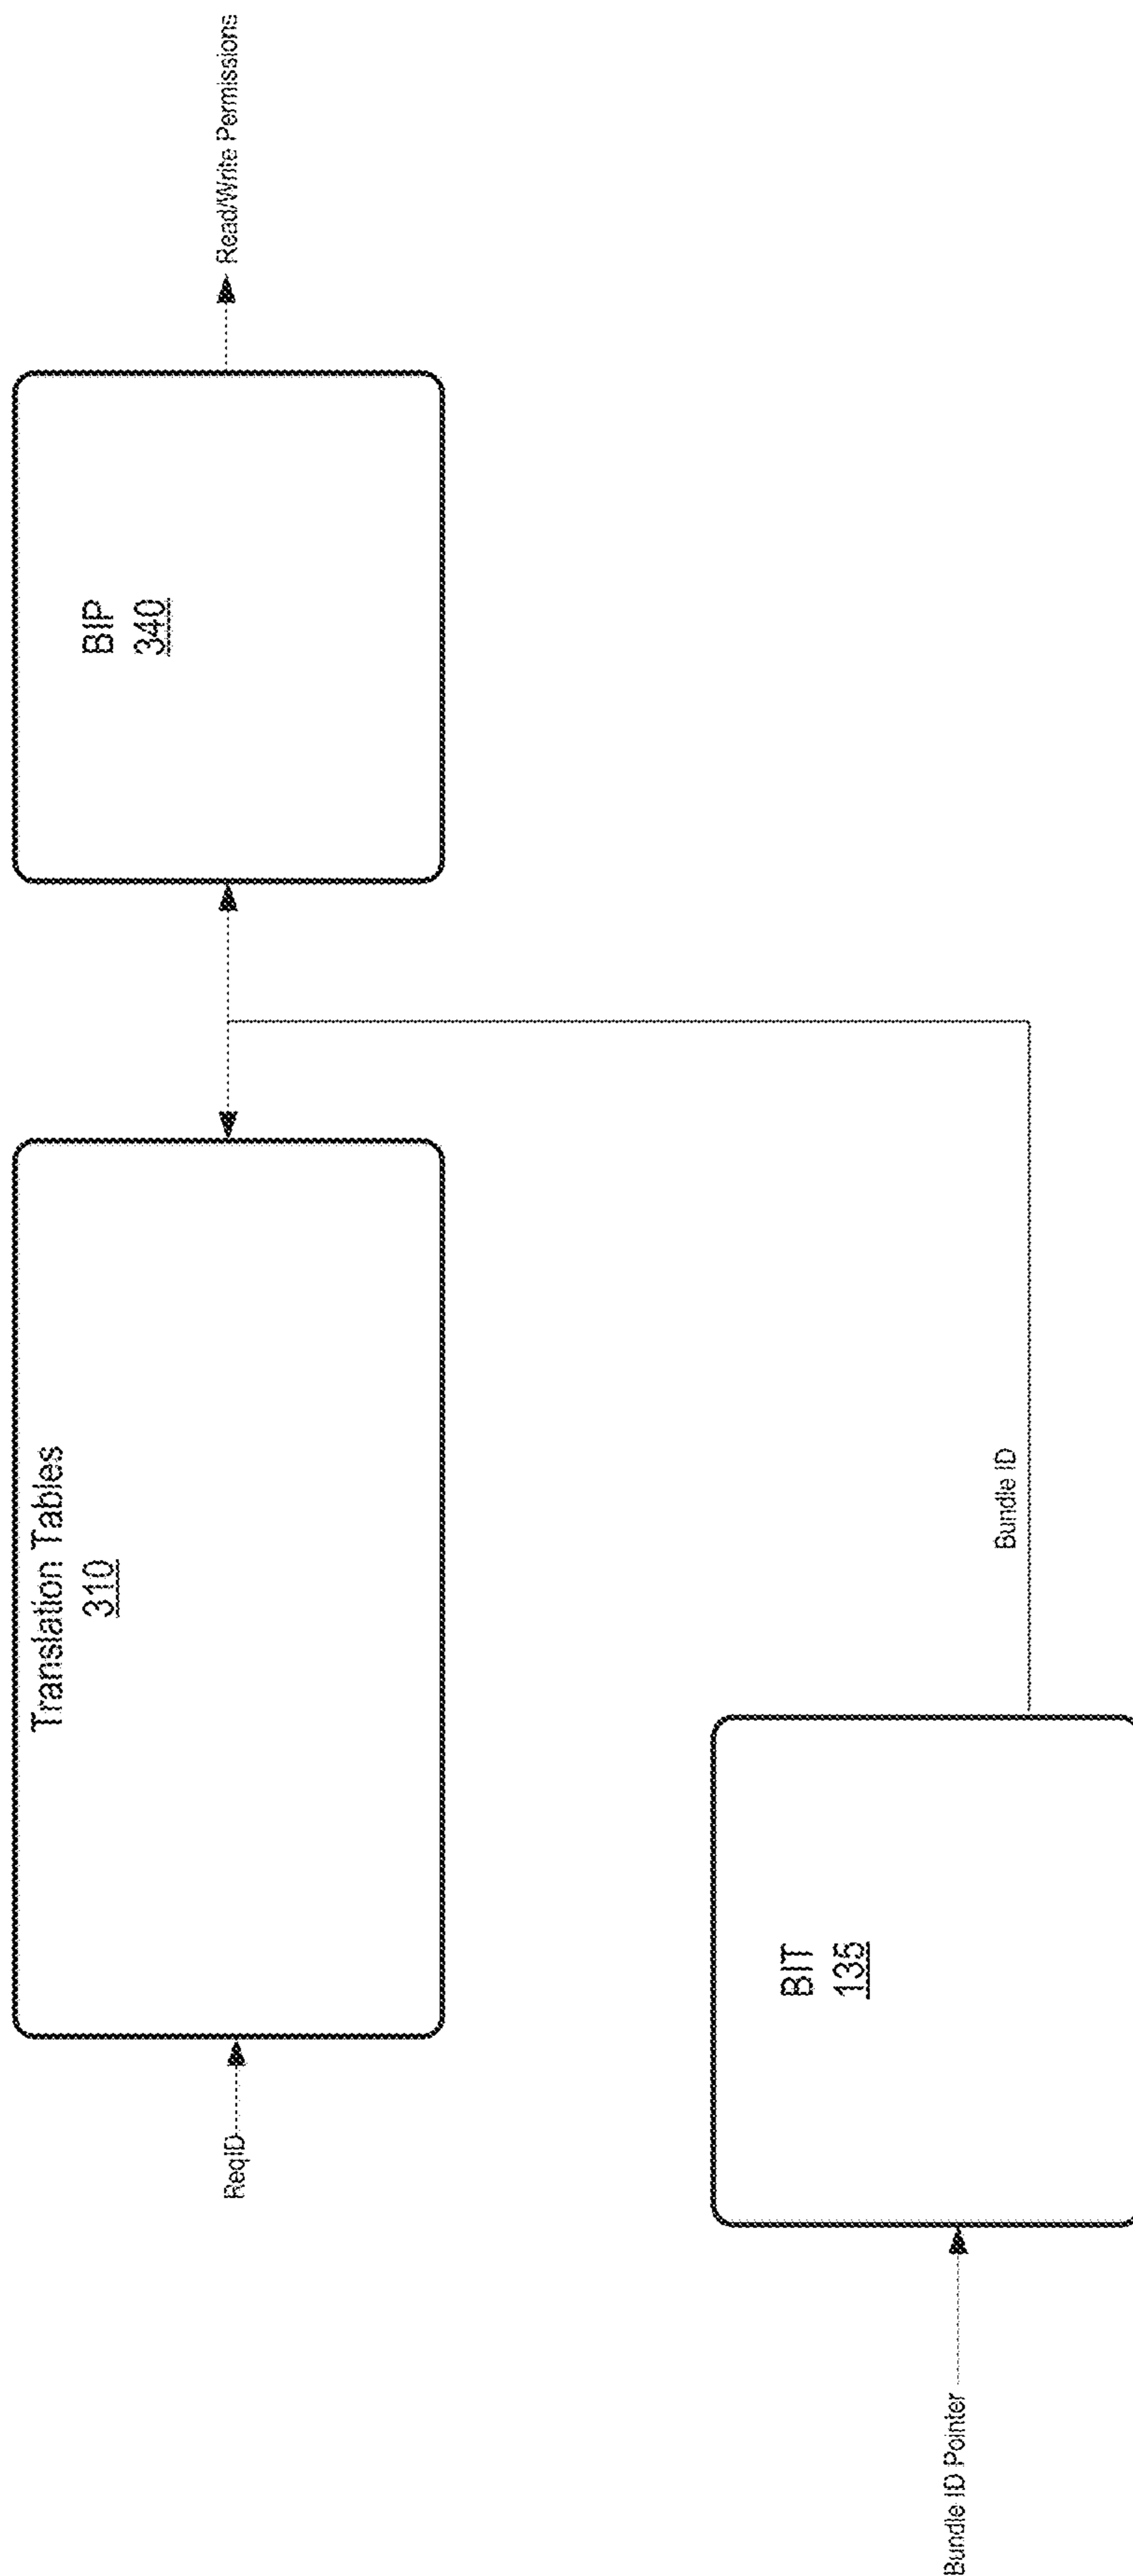 Translation Tables
310
BIP
340
ReqID
Read/Write Permissions
BIT
135
Bundle ID
Bundle ID Pointer